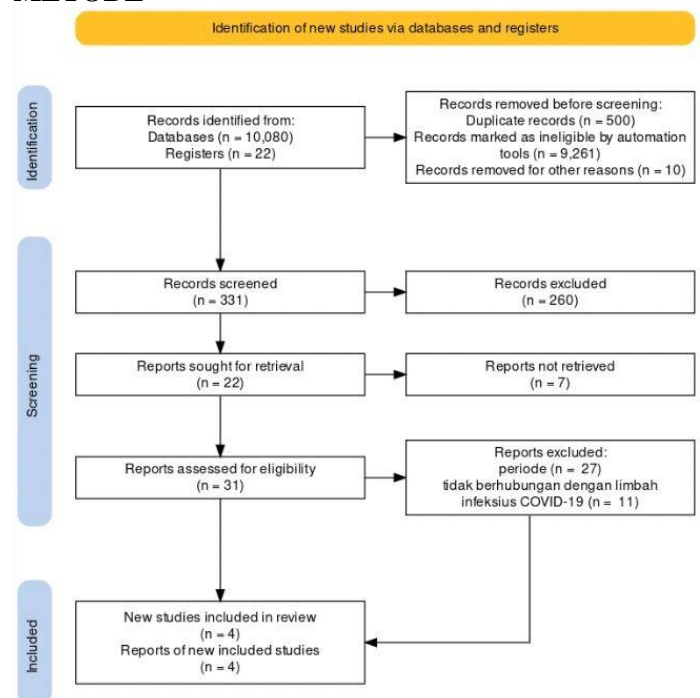 METODE
Identification of new studies via databases and registers
Identification
Records identified from:
Databases (n = 10,080)
Registers (n = 22)
Records removed before screening:
Duplicate records (n = 500)
Records marked as ineligible by automation
tools (n = 9,261)
Records removed for other reasons (n = 10)
Screening
Records screened
(n = 331)
Records excluded
(n = 260)
Reports sought for retrieval
(n = 22)
Reports not retrieved
(n = 7)
Reports assessed for eligibility
(n = 31)
Reports excluded:
periode (n = 27)
tidak berhubungan dengan limbah
infeksius COVID-19 (n = 11)
Included
New studies included in review
(n = 4)
Reports of new included studies
(n = 4)